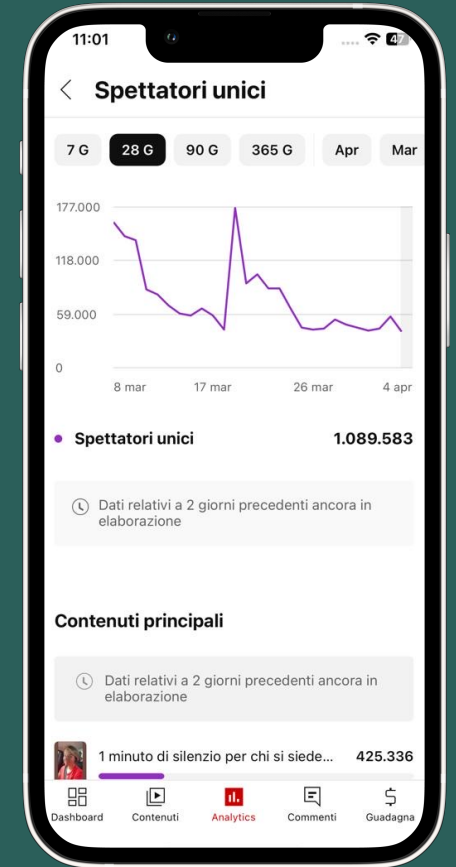 11:01
47
Spettatori unici
7 G 28 G 90 G 365 G Apr Mar
177.000
118.000
59.000
0
8 mar 17 mar 26 mar 4 apr
Spettatori unici 1.089.583
Dati relativi a 2 giorni precedenti ancora in
elaborazione
Contenuti principali
Dati relativi a 2 giorni precedenti ancora in
elaborazione
1 minuto di silenzio per chi si siede... 425.336
Dashboard Contenuti Analytics Commenti Guadagna